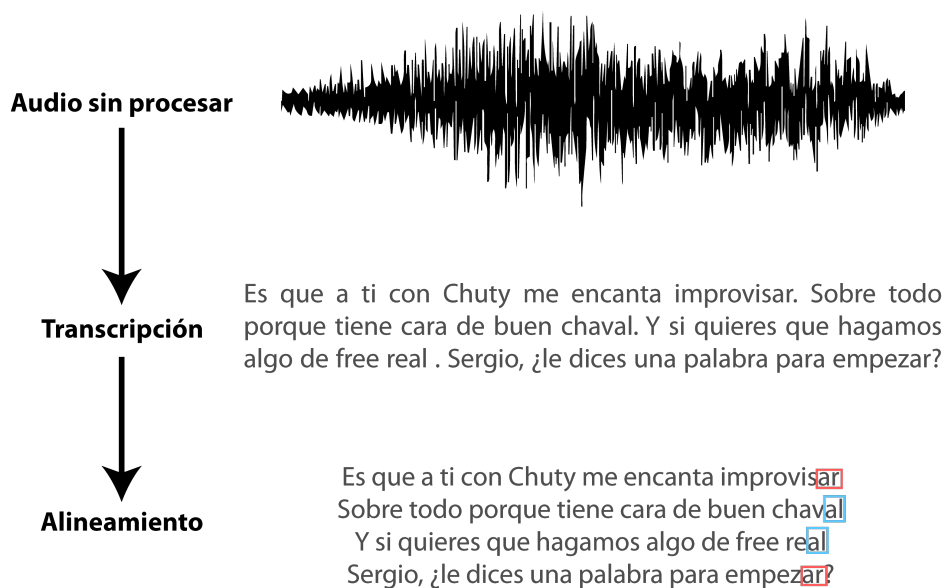 Audio sin procesar
Transcripción
Es que a ti con Chuty me encanta improvisar. Sobre todo
porque tiene cara de buen chaval. Y si quieres que hagamos
algo de free real . Sergio, ¿le dices una palabra para empezar?
Alineamiento
Es que a ti con Chuty me encanta improvisar
Sobre todo porque tiene cara de buen chaval
Y si quieres que hagamos algo de free real
Sergio, ¿le dices una palabra para empezar?